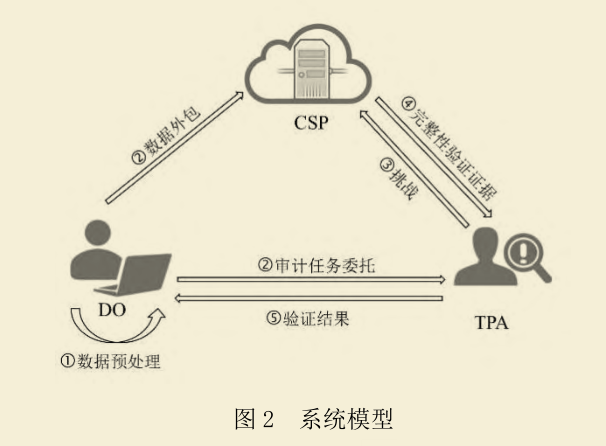 CSP
②数据外包
④完整性验证证据
③挑战
②审计任务委托
DO
⑤验证结果
TPA
①数据预处理
图2 系统模型